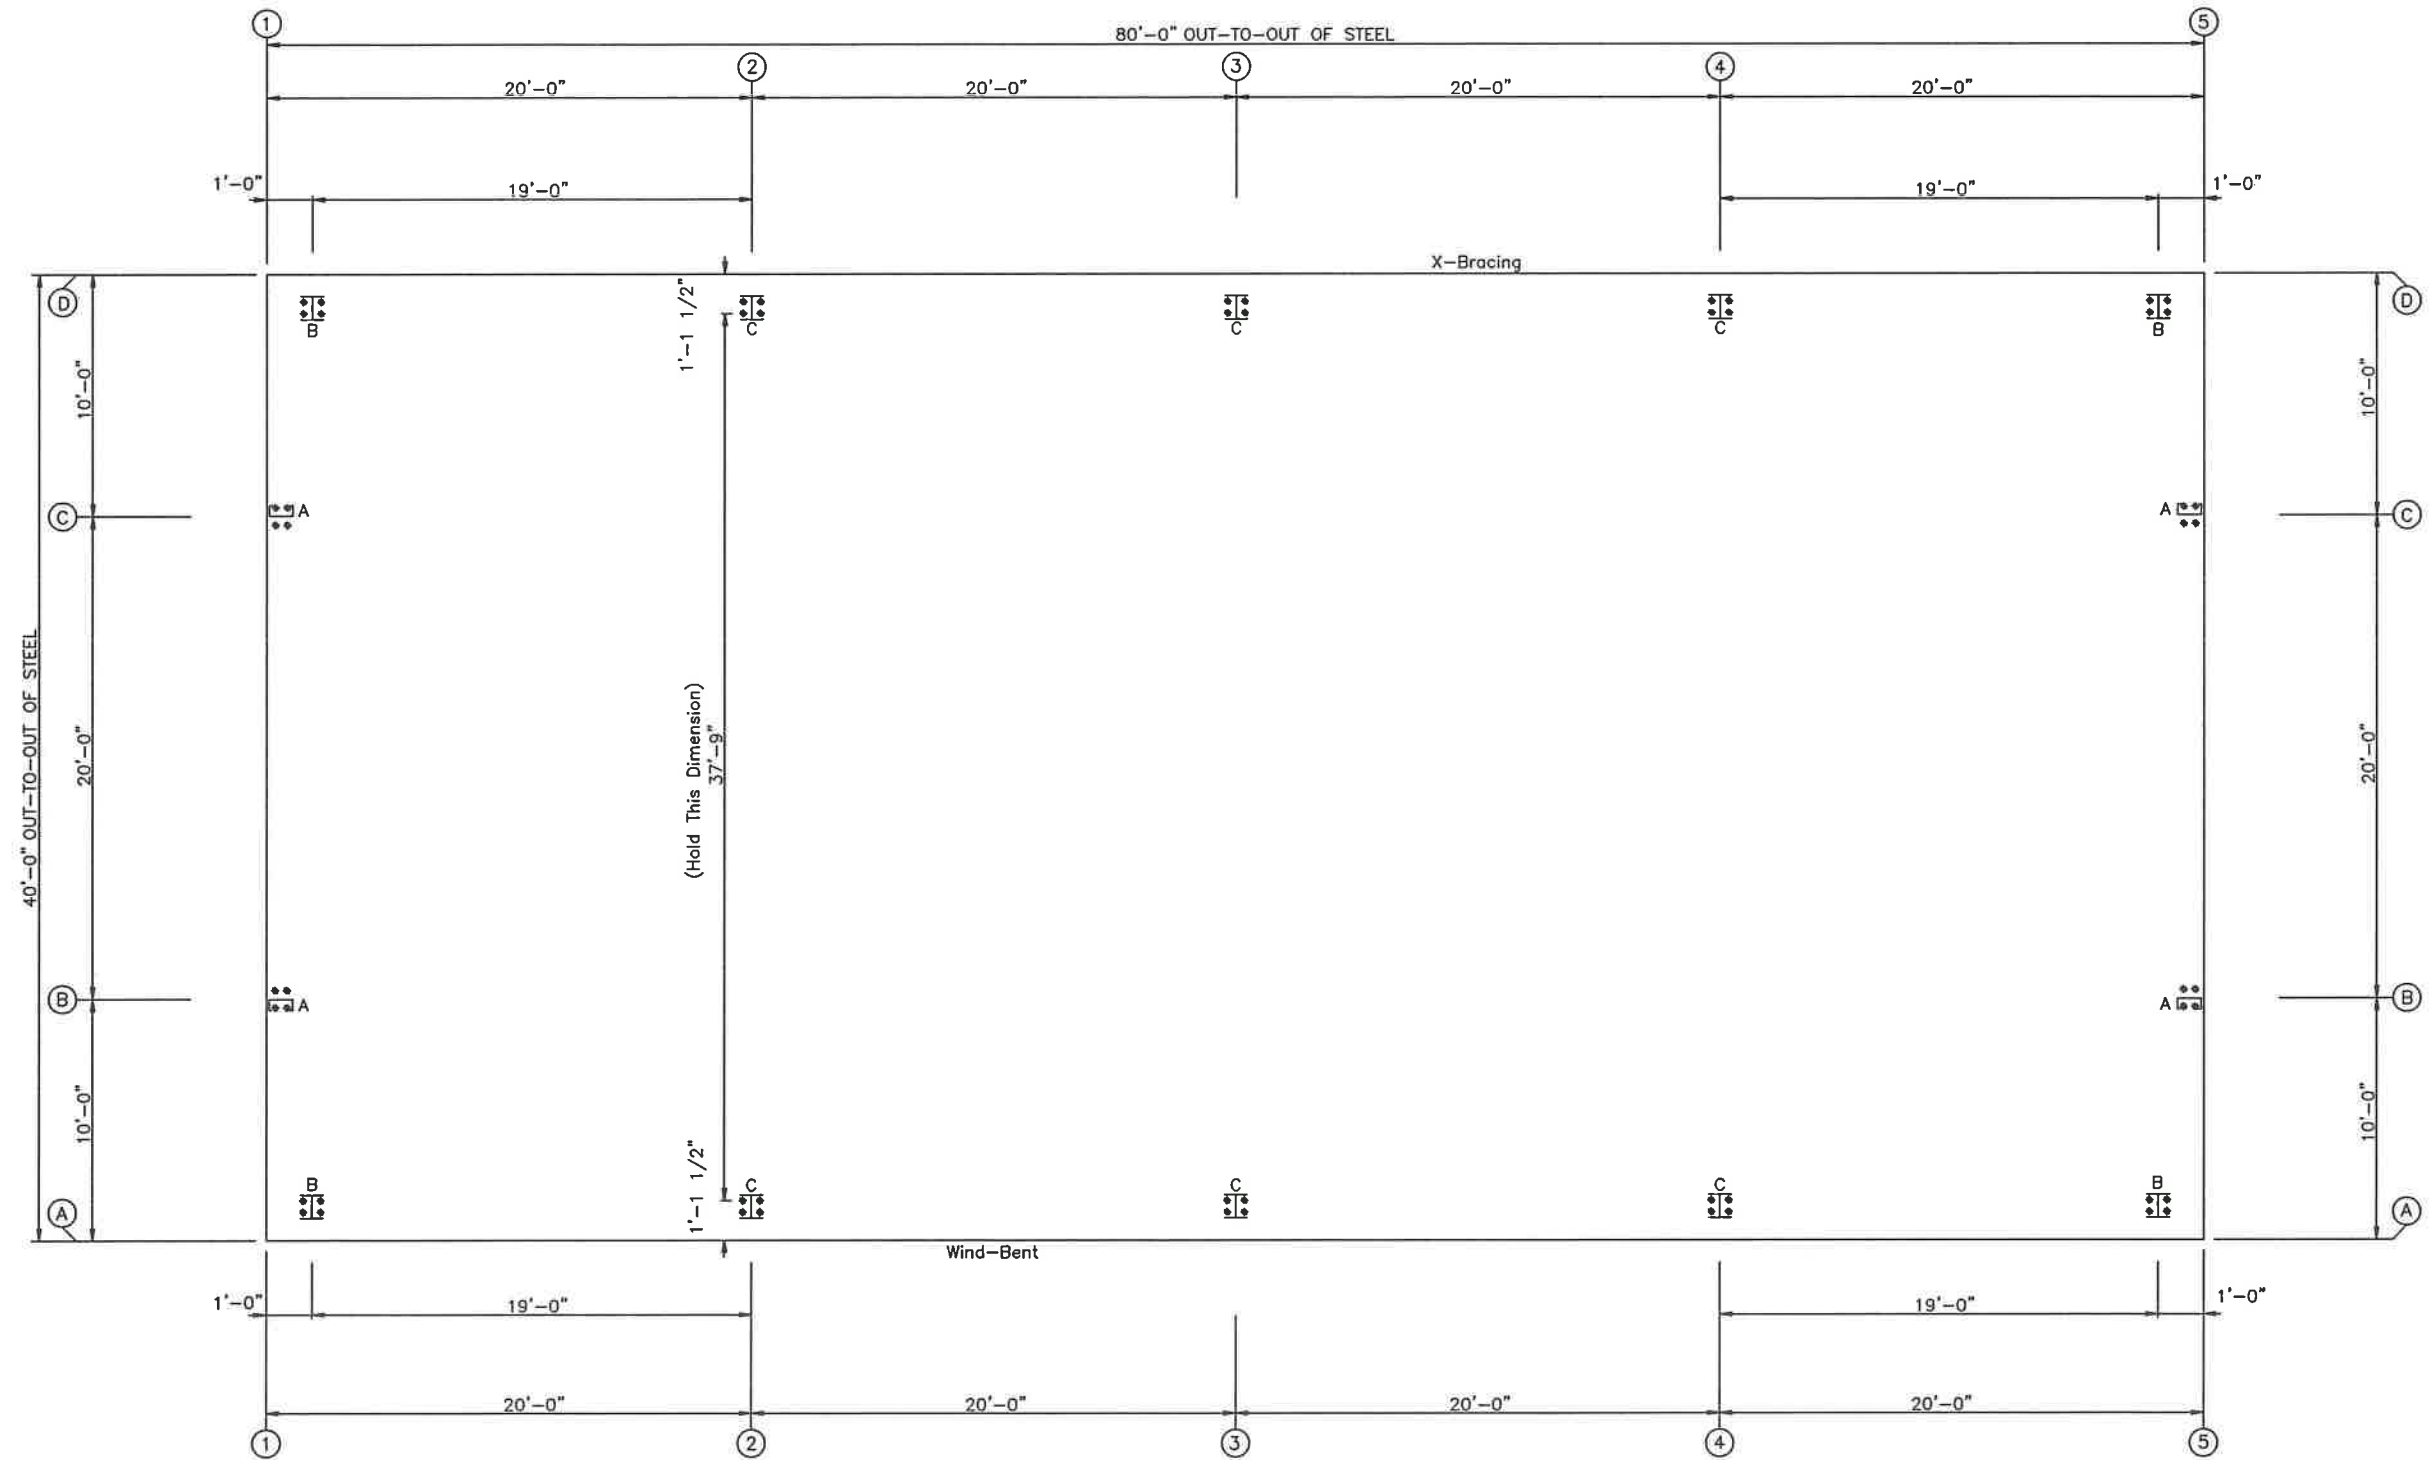 1
5
80'-0" OUT-TO-OUT OF STEEL
2
3
4
20'-0"
20'-0"
20'-0"
20'-0"
1'-0"
19'-0"
19'-0"
1'-0"
X-Bracing
D
D
1'-1 1/2"
B
C
C
C
B
10'-0"
10'-0"
C
A
A
C
40'-0" OUT-TO-OUT OF STEEL
20'-0"
(Hold This Dimension)
37'-9"
20'-0"
B
A
A
B
10'-0"
10'-0"
1'-1 1/2"
B
C
C
C
B
A
A
Wind-Bent
1'-0"
19'-0"
19'-0"
1'-0"
20'-0"
20'-0"
20'-0"
20'-0"
1
2
3
4
5